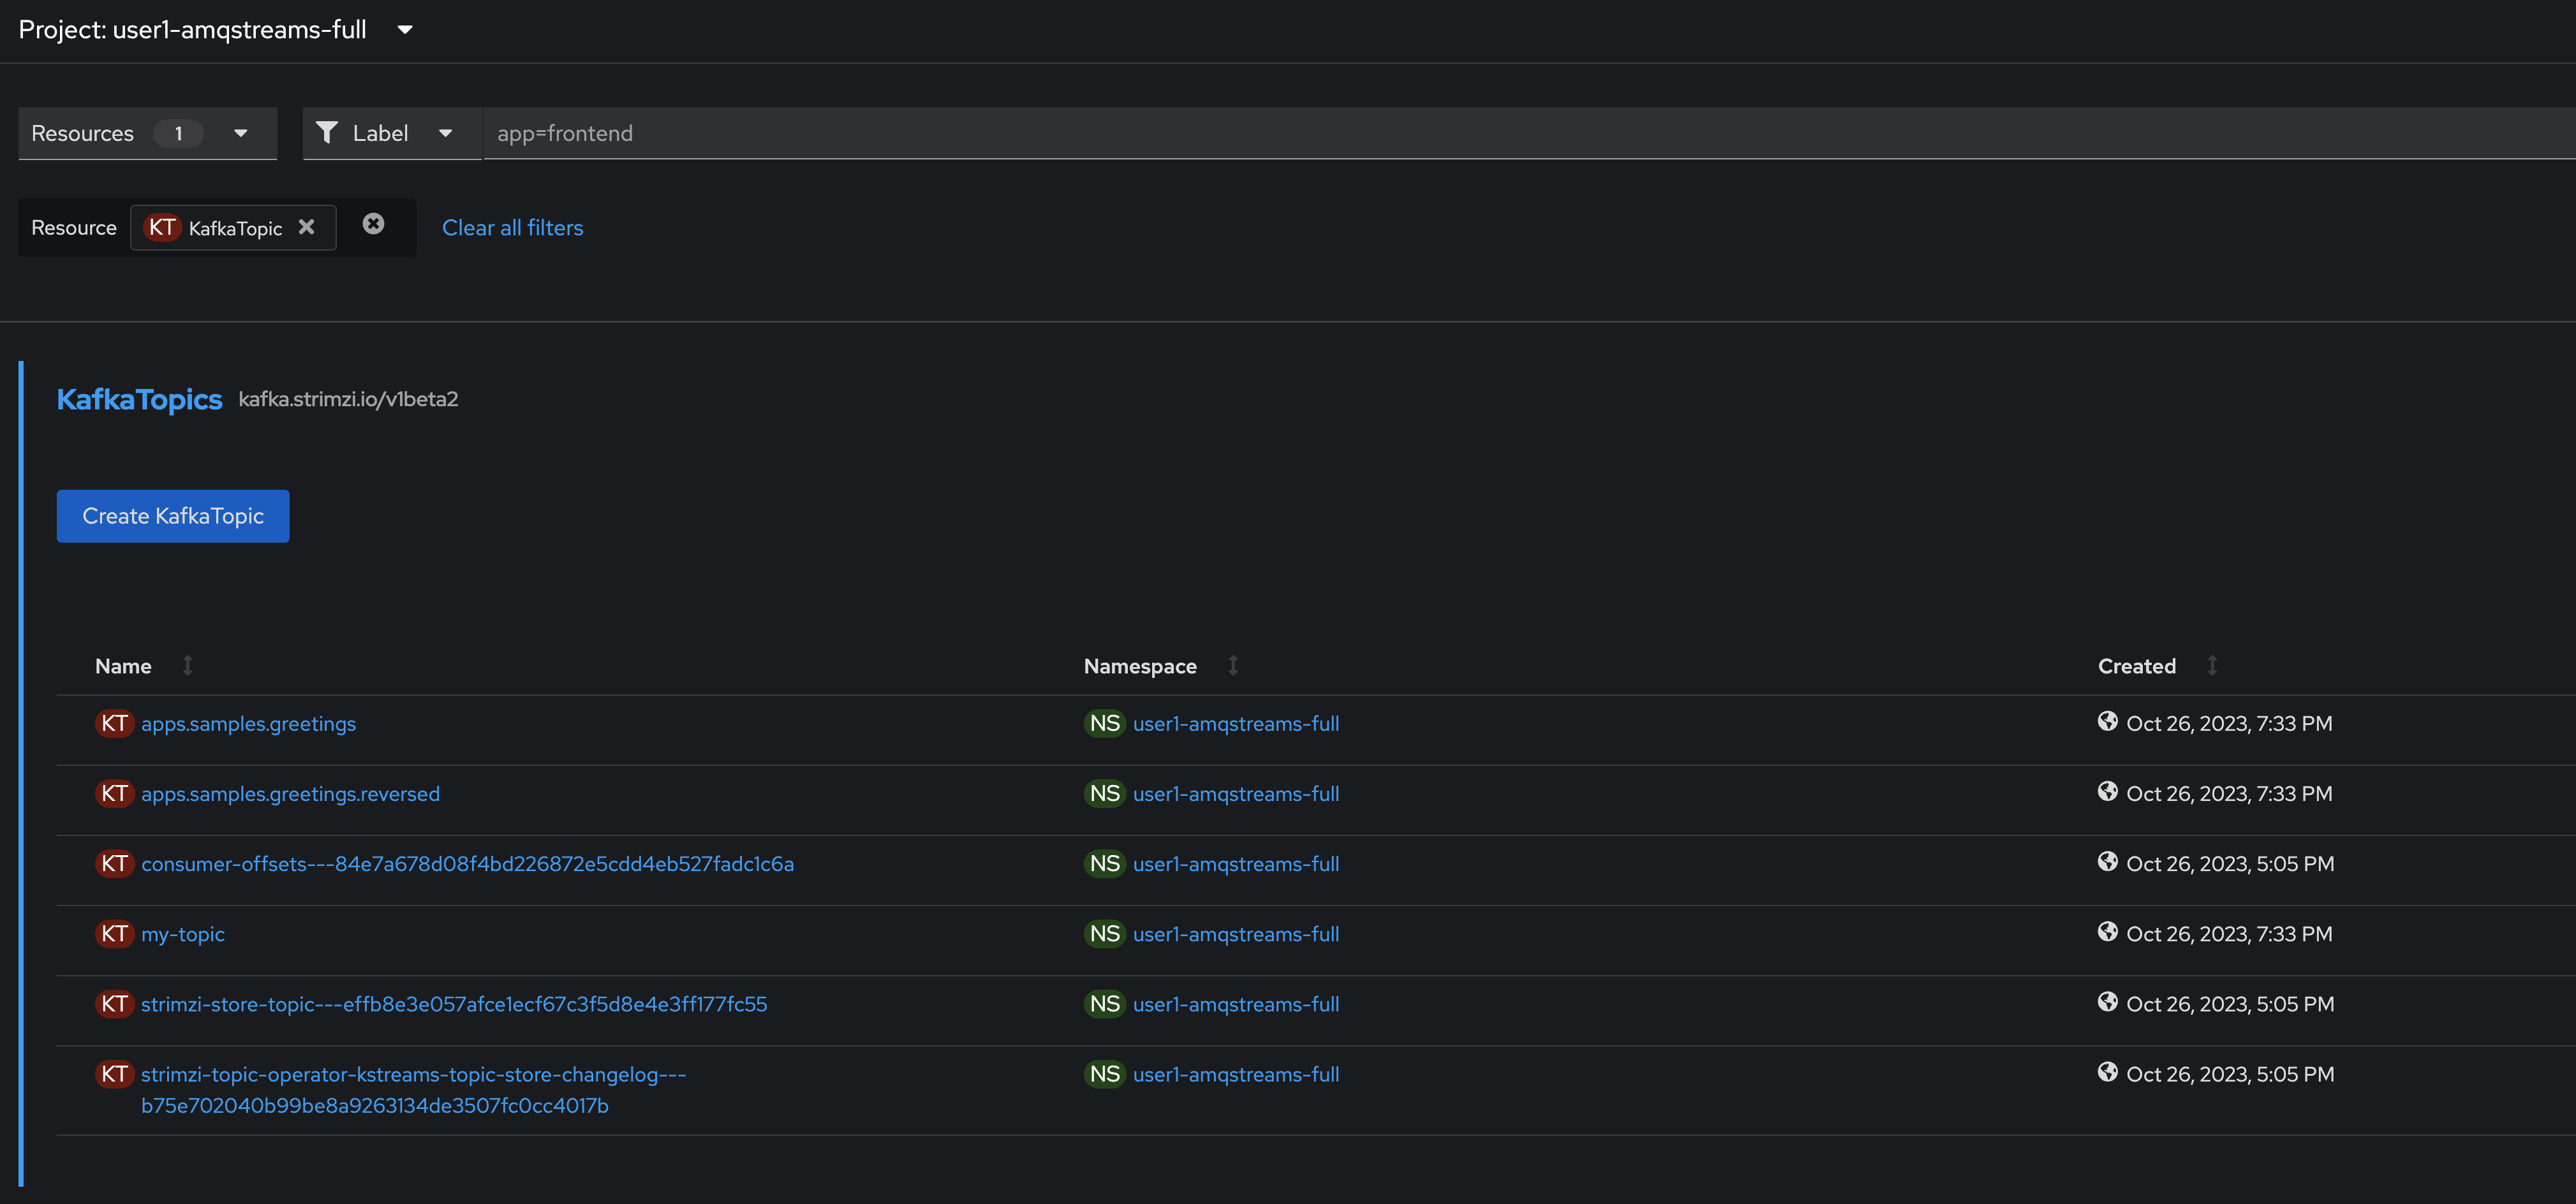 Project: user1-amqstreams-full
Resources 1 Label app=frontend
Resource KT KafkaTopic Clear all filters
KafkaTopics kafka.strimzi.io/v1beta2
Create KafkaTopic
Name Namespace Created
KT apps.samples.greetings NS user1-amqstreams-full Oct 26, 2023, 7:33 PM
KT apps.samples.greetings.reversed NS user1-amqstreams-full Oct 26, 2023, 7:33 PM
KT consumer-offsets---84e7a678d08f4bd226872e5cdd4eb527fadc1c6a NS user1-amqstreams-full Oct 26, 2023, 5:05 PM
KT my-topic NS user1-amqstreams-full Oct 26, 2023, 7:33 PM
KT strimzi-store-topic---effb8e3e057afce1ecf67c3f5d8e4e3ff177fc55 NS user1-amqstreams-full Oct 26, 2023, 5:05 PM
KT strimzi-topic-operator-kstreams-topic-store-changelog--- NS user1-amqstreams-full Oct 26, 2023, 5:05 PM
b75e702040b99be8a9263134de3507fc0cc4017b